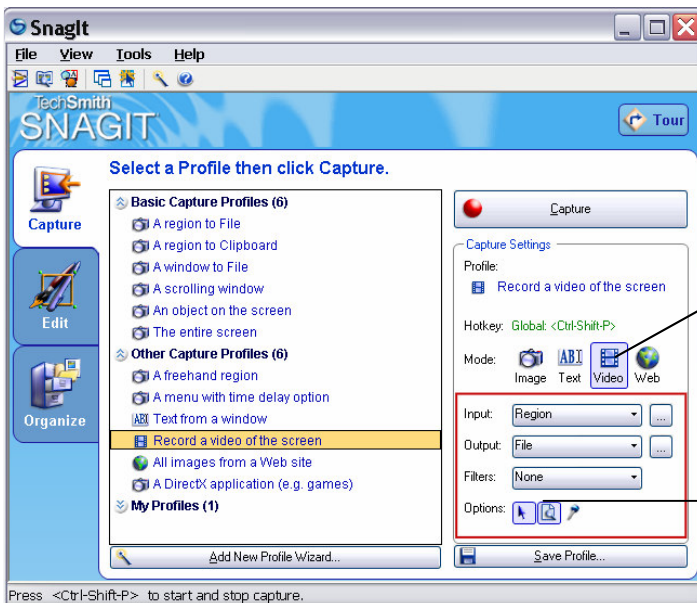 SnagIt
File View Tools Help
TechSmith
SNAGIT
Tour
Select a Profile then click Capture.
Capture
Edit
Organize
Basic Capture Profiles (6)
A region to File
A region to Clipboard
A window to File
A scrolling window
An object on the screen
The entire screen
Other Capture Profiles (6)
A freehand region
A menu with time delay option
ABI Text from a window
Record a video of the screen
All images from a Web site
A DirectX application (e.g. games)
My Profiles (1)
Add New Profile Wizard...
Capture
Capture Settings
Profile:
Record a video of the screen
Hotkey: Global: <Ctrl-Shift-P>
Mode:
ABI
Image Text Video Web
Input: Region ...
Output: File ...
Filters: None
Options:
Save Profile...
Press <Ctrl-Shift-P> to start and stop capture.